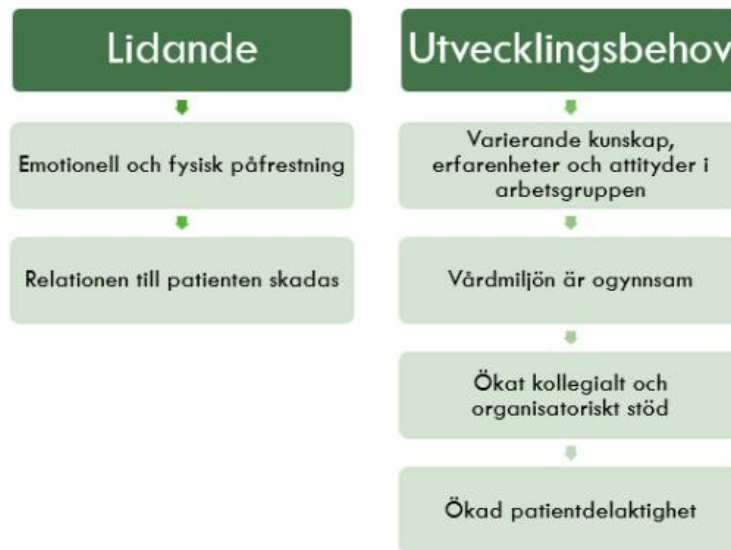 Lidande
Emotionell och fysisk påfrestning
Relationen till patienten skadas
Utvecklingsbehov
Varierande kunskap,
erfarenheter och attityder i
arbetsgruppen
Vårdmiljön är ogynnsam
Ökat kollegialt och
organisatoriskt stöd
Ökad patientdelaktighet